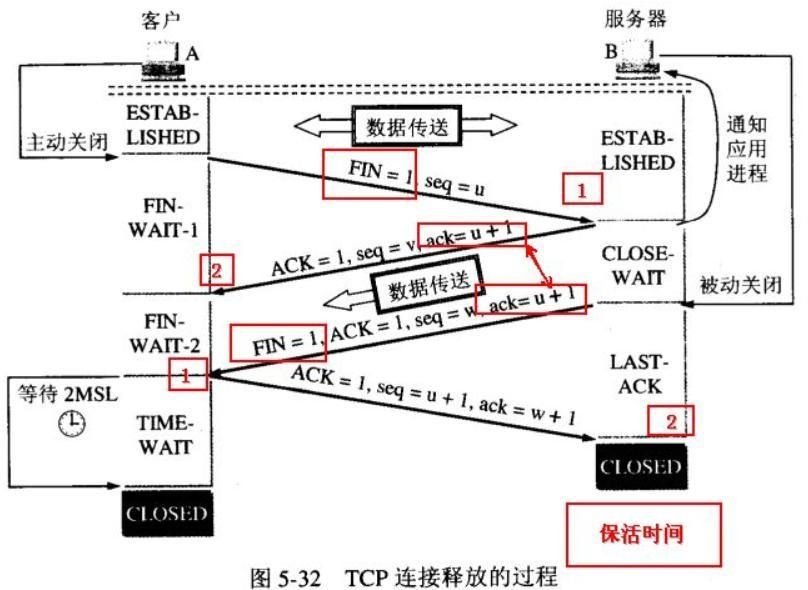 客户
服务器
A
B
ESTAB-
LISHED
数据传送
ESTAB-
LISHED
通知
应用
进程
主动关闭
FIN = 1, seq = u
1
FIN-
WAIT-1
ACK = 1, seq = v, ack= u + 1
2
CLOSE-
WAIT
数据传送
被动关闭
FIN-
WAIT-2
FIN = 1, ACK = 1, seq = w, ack= u + 1
1
LAST-
ACK
等待 2MSL
ACK = 1, seq = u + 1, ack = w + 1
TIME-
WAIT
2
CLOSED
CLOSED
保活时间
图 5-32 TCP 连接释放的过程